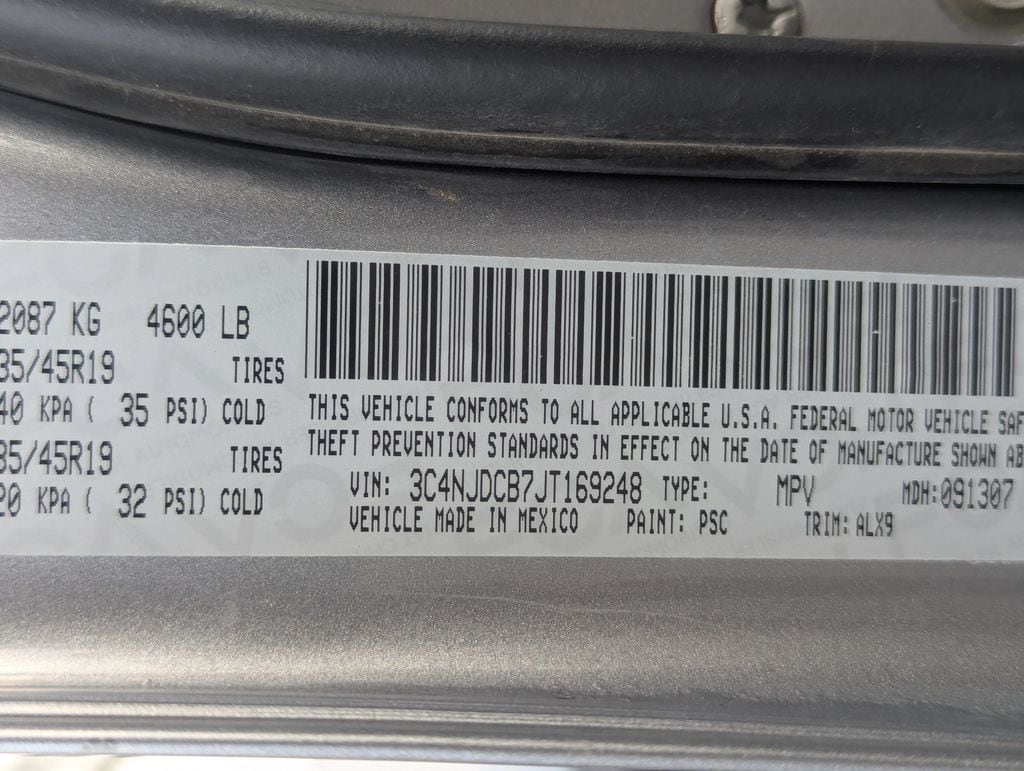 2087 KG 4600 LB
35/45R19 TIRES
40 KPA ( 35 PSI) COLD
35/45R19 TIRES
20 KPA ( 32 PSI) COLD
THIS VEHICLE CONFORMS TO ALL APPLICABLE U.S.A. FEDERAL MOTOR VEHICLE SAF
THEFT PREVENTION STANDARDS IN EFFECT ON THE DATE OF MANUFACTURE SHOWN AB
VIN: 3C4NJDCB7JT169248 TYPE: MPV MDH:091307
VEHICLE MADE IN MEXICO PAINT: PSC TRIM: ALX9